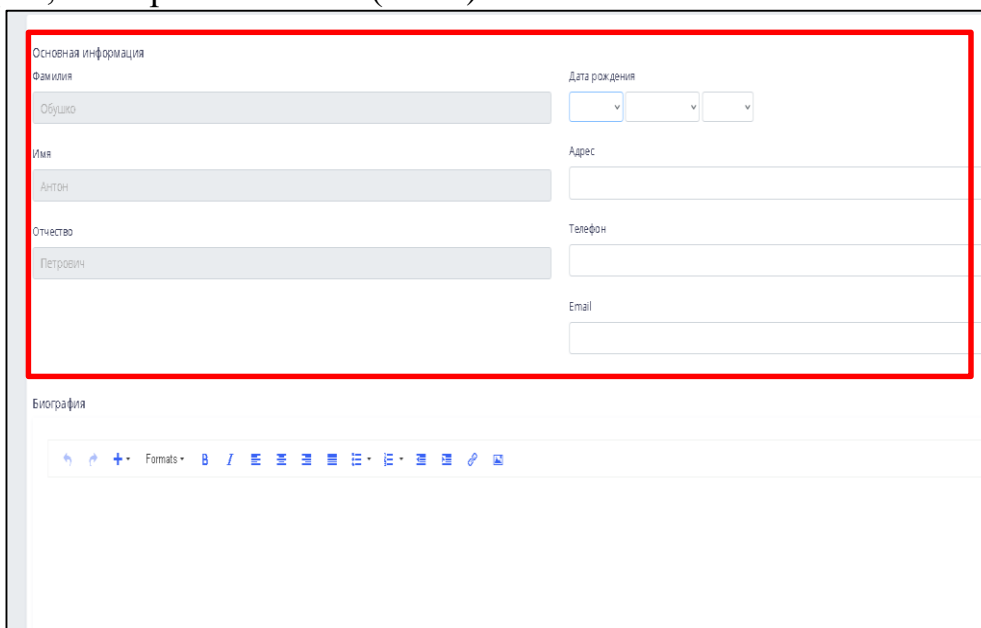 Основная информация
Фамилия
Обушко
Имя
Антон
Отчество
Петрович
Дата рождения
Адрес
Телефон
Email
Биография
Formats
B I